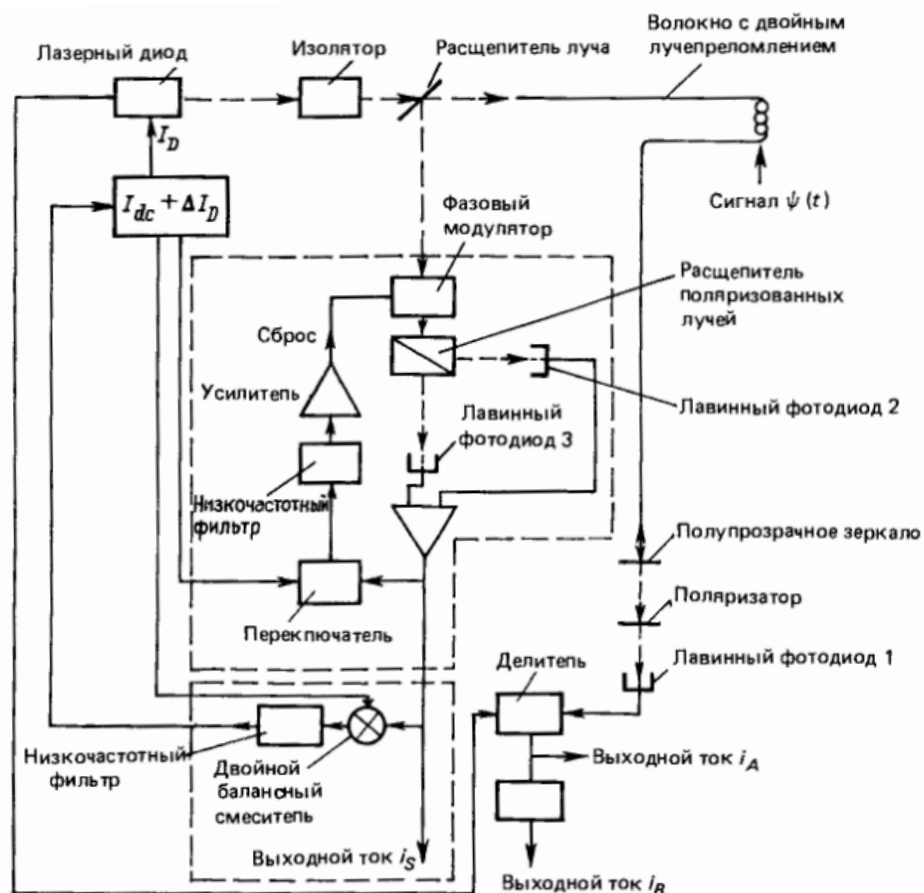 Лазерный диод
Изолятор
Расщепитель луча
Волокно с двойным
лучепреломлением
I_D
I_dc + ΔI_D
Фазовый
модулятор
Сигнал ψ (t)
Расщепитель
поляризованных
лучей
Сброс
Усилитель
Лавинный фотодиод 2
Лавинный
фотодиод 3
Низкочастотный
фильтр
Полупрозрачное зеркало
Поляризатор
Переключатель
Лавинный фотодиод 1
Делитель
Низкочастотный
фильтр
Двойной
балансный
смеситель
Выходной ток i_A
Выходной ток i_S
Выходной ток i_B